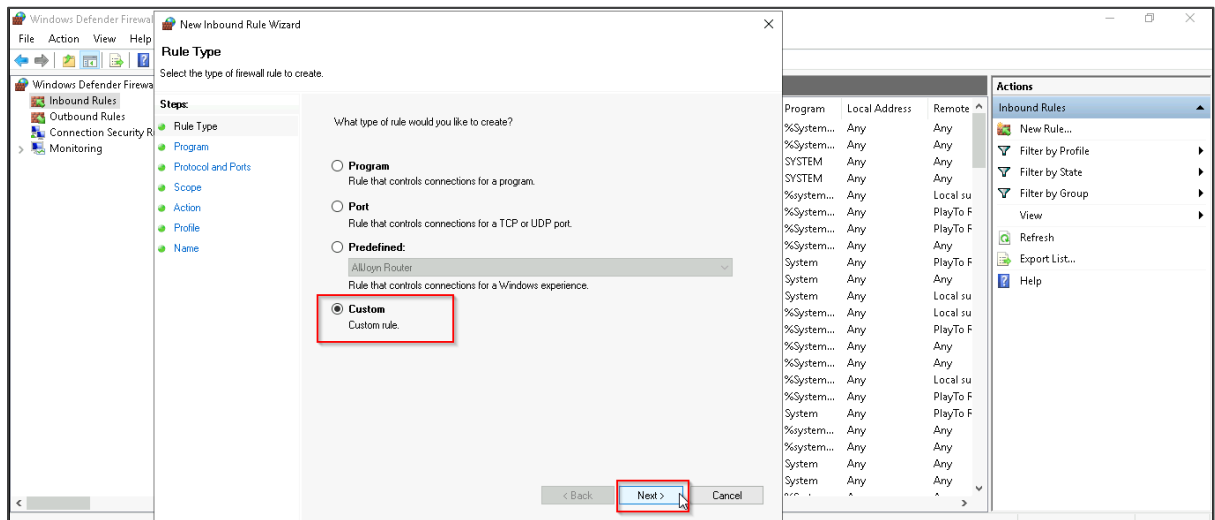 Windows Defender Firewal
File Action View Help
Windows Defender Firewa
Inbound Rules
Outbound Rules
Connection Security R
Monitoring
New Inbound Rule Wizard
Rule Type
Select the type of firewall rule to create.
Steps:
Rule Type
Program
Protocol and Ports
Scope
Action
Profile
Name
What type of rule would you like to create?
Program
Rule that controls connections for a program.
Port
Rule that controls connections for a TCP or UDP port.
Predefined:
AllJoyn Router
Rule that controls connections for a Windows experience.
Custom
Custom rule.
< Back Next > Cancel
Program Local Address Remote
%System... Any Any
%System... Any Any
SYSTEM Any Any
SYSTEM Any Any
%system... Any Local su
%System... Any PlayTo R
%System... Any PlayTo R
%System... Any Any
System Any PlayTo R
System Any Any
System Any Local su
%System... Any Local su
%System... Any PlayTo R
%System... Any Any
%System... Any Any
%System... Any Local su
%System... Any PlayTo R
System Any PlayTo R
%system... Any Any
%system... Any Any
System Any Any
System Any Any
Actions
Inbound Rules
New Rule...
Filter by Profile
Filter by State
Filter by Group
View
Refresh
Export List...
Help